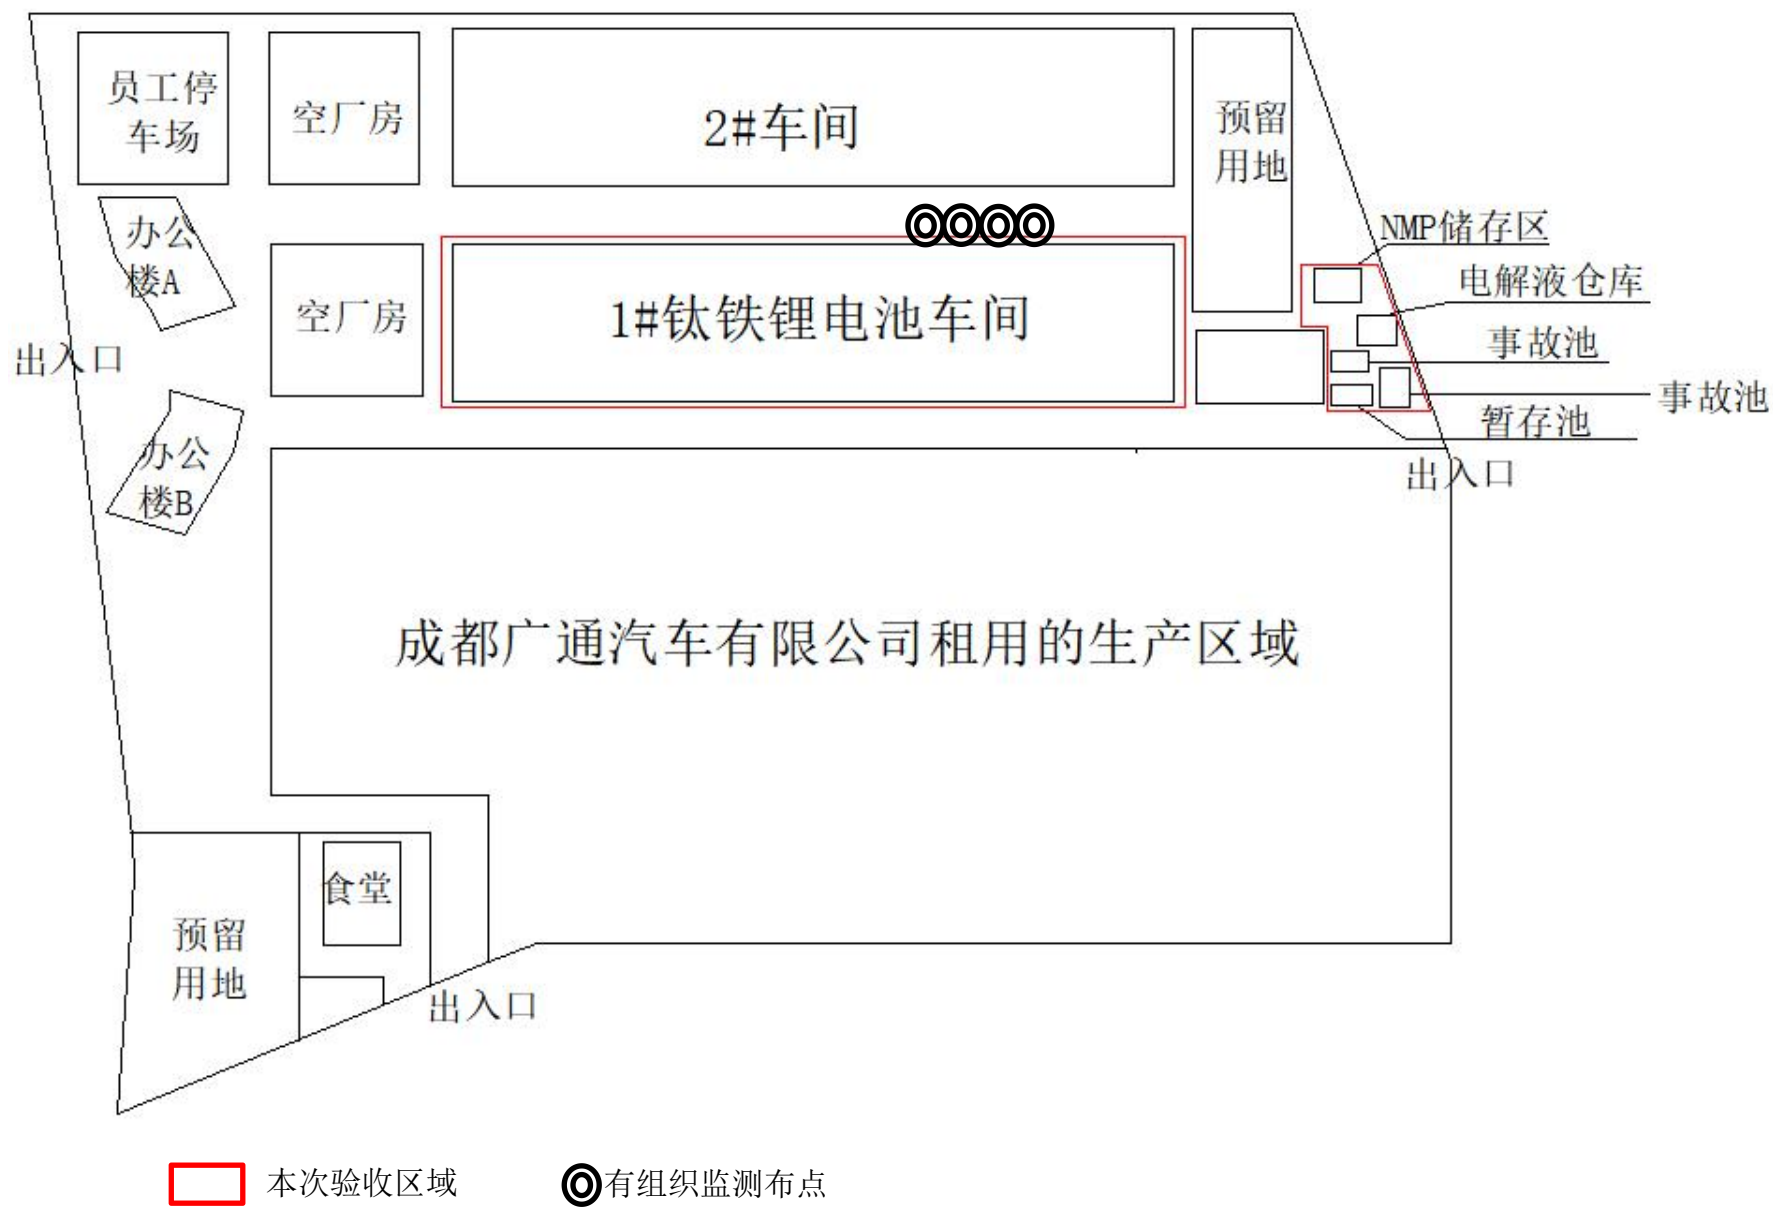 员工停
车场
空厂房
2#车间
预留
用地
办公
楼A
NMP储存区
电解液仓库
空厂房
1#钛铁锂电池车间
事故池
出入口
事故池
暂存池
办公
楼B
出入口
成都广通汽车有限公司租用的生产区域
食堂
预留
用地
出入口
本次验收区域
有组织监测布点